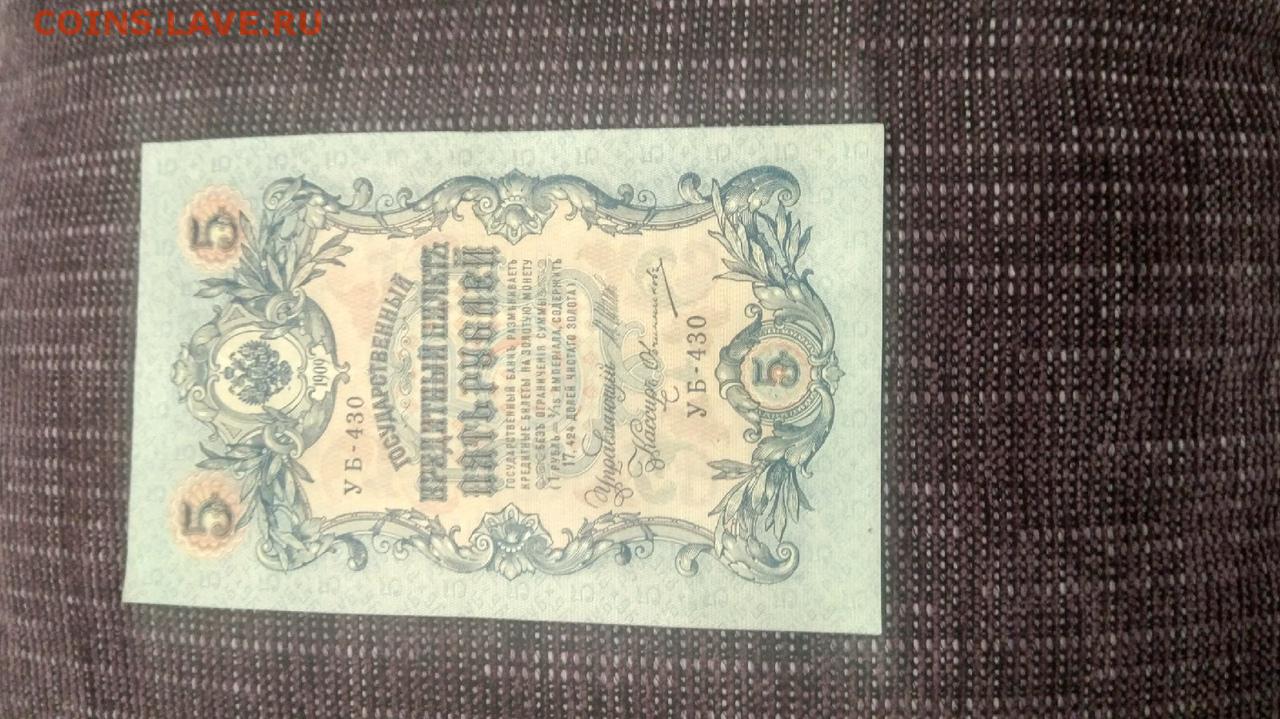 COINS.LAVE.RU
5 5
1909
УБ-430
ГОСУДАРСТВЕННЫЙ
КРЕДИТНЫЙ БИЛЕТЪ
ПЯТЬ РУБЛЕЙ
ГОСУДАРСТВЕННЫЙ БАНКЪ РАЗМѢНИВАЕТЪ
КРЕДИТНЫЕ БИЛЕТЫ НА ЗОЛОТУЮ МОНЕТУ
БЕЗЪ ОГРАНИЧЕНІЯ СУММЫ
(1 РУБЛЬ = 1/15 ИМПЕРІАЛА, СОДЕРЖИТЪ
17,424 ДОЛЕЙ ЧИСТАГО ЗОЛОТА).
Управляющій
Кассиръ
УБ-430
5